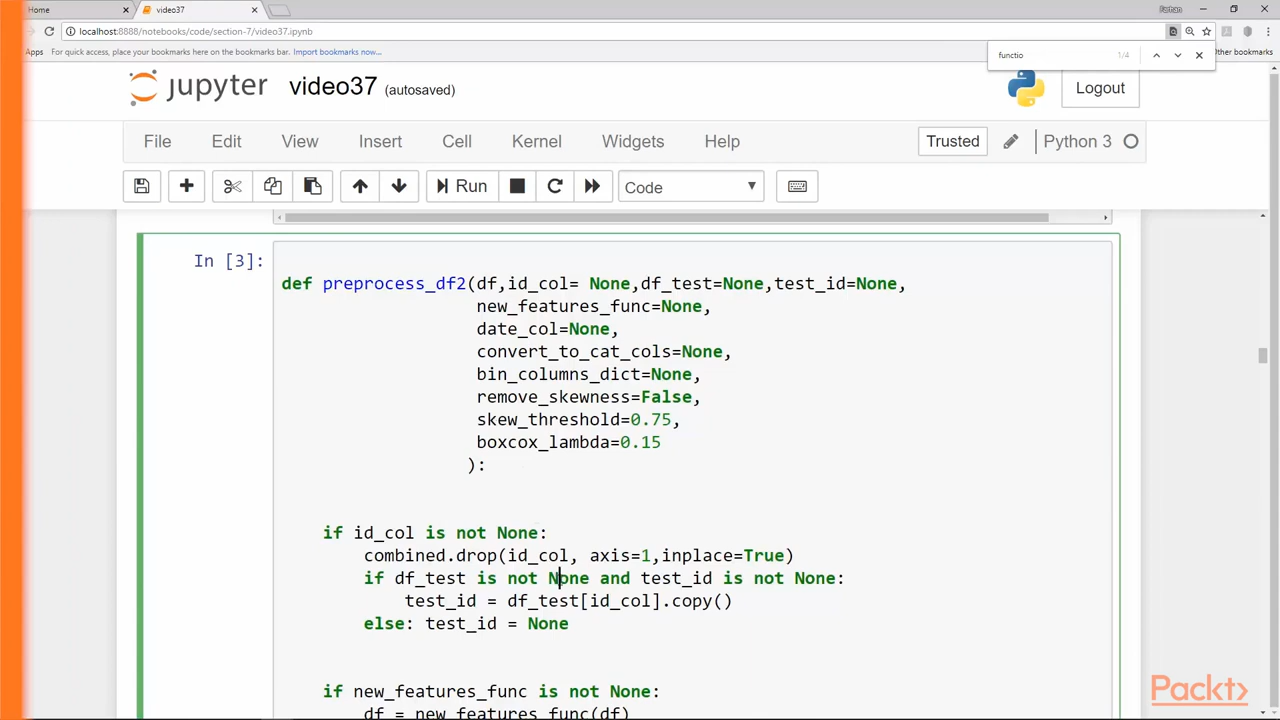 Home
video37
Farhan
localhost:8888/notebooks/code/section-7/video37.ipynb
Apps For quick access, place your bookmarks here on the bookmarks bar. Import bookmarks now...
Other bookmarks
functio 1/4
jupyter video37 (autosaved)
Logout
File Edit View Insert Cell Kernel Widgets Help
Trusted Python 3
Run
Code
In [3]:
def preprocess_df2(df,id_col= None,df_test=None,test_id=None,
new_features_func=None,
date_col=None,
convert_to_cat_cols=None,
bin_columns_dict=None,
remove_skewness=False,
skew_threshold=0.75,
boxcox_lambda=0.15
):
if id_col is not None:
combined.drop(id_col, axis=1,inplace=True)
if df_test is not None and test_id is not None:
test_id = df_test[id_col].copy()
else: test_id = None
if new_features_func is not None:
df = new_features_func(df)
Packt>